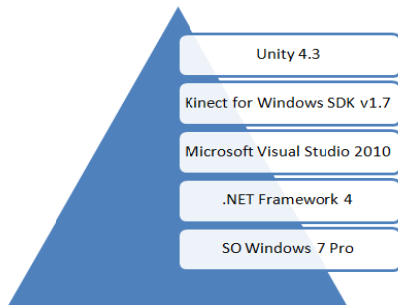 Unity 4.3
Kinect for Windows SDK v1.7
Microsoft Visual Studio 2010
.NET Framework 4
SO Windows 7 Pro